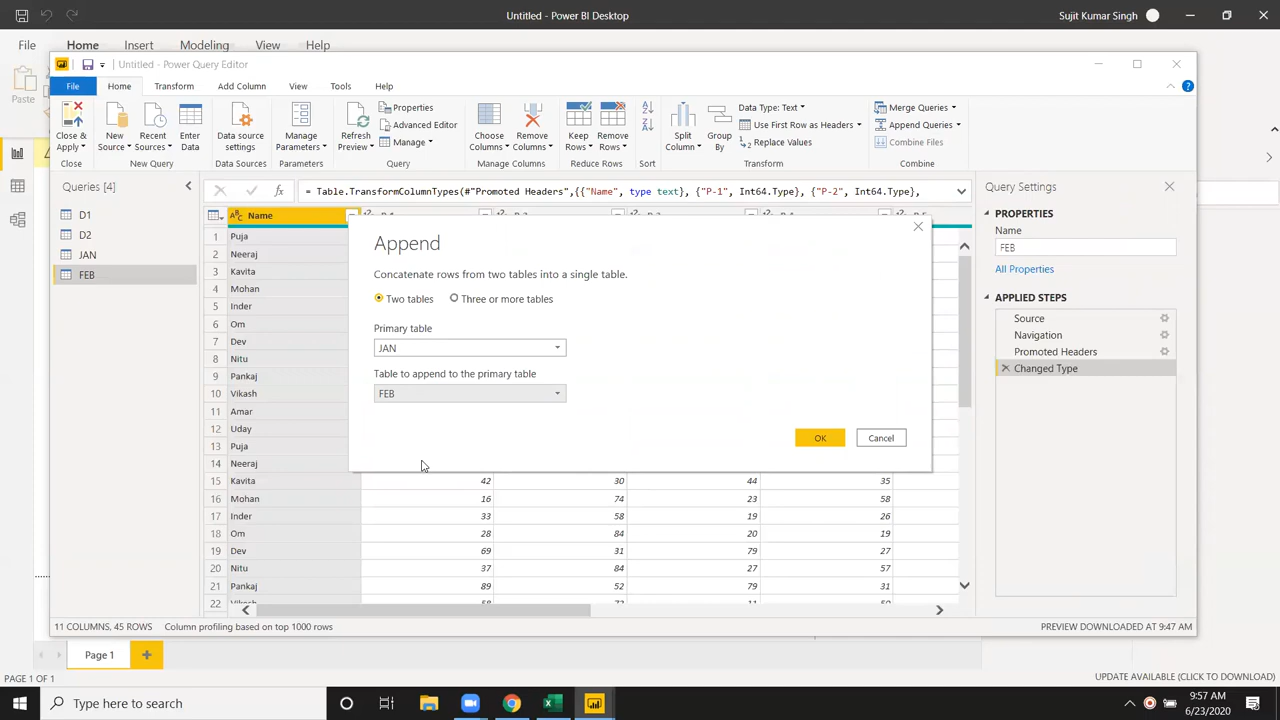 Untitled - Power BI Desktop
Sujit Kumar Singh
File Home Insert Modeling View Help
Untitled - Power Query Editor
File Home Transform Add Column View Tools Help
Paste
Close & Apply
New Source
Recent Sources
Enter Data
Data source settings
Manage Parameters
Refresh Preview
Properties
Advanced Editor
Manage
Choose Columns
Remove Columns
Keep Rows
Remove Rows
Split Column
Group By
Data Type: Text
Use First Row as Headers
Replace Values
Merge Queries
Append Queries
Combine Files
Close New Query Data Sources Parameters Query Manage Columns Reduce Rows Sort Transform Combine
Queries [4]
D1
D2
JAN
FEB
= Table.TransformColumnTypes(#"Promoted Headers",{{"Name", type text}, {"P-1", Int64.Type}, {"P-2", Int64.Type},
Name
1 Puja
2 Neeraj
3 Kavita
4 Mohan
5 Inder
6 Om
7 Dev
8 Nitu
9 Pankaj
10 Vikash
11 Amar
12 Uday
13 Puja
14 Neeraj
15 Kavita 42 30 44 35
16 Mohan 16 74 23 58
17 Inder 33 58 19 26
18 Om 28 84 20 19
19 Dev 69 31 79 27
20 Nitu 37 84 27 57
21 Pankaj 89 52 79 31
22
Append
Concatenate rows from two tables into a single table.
Two tables Three or more tables
Primary table
JAN
Table to append to the primary table
FEB
OK Cancel
Query Settings
PROPERTIES
Name
FEB
All Properties
APPLIED STEPS
Source
Navigation
Promoted Headers
Changed Type
11 COLUMNS, 45 ROWS Column profiling based on top 1000 rows
PREVIEW DOWNLOADED AT 9:47 AM
Page 1
PAGE 1 OF 1
UPDATE AVAILABLE (CLICK TO DOWNLOAD)
Type here to search
9:57 AM
6/23/2020